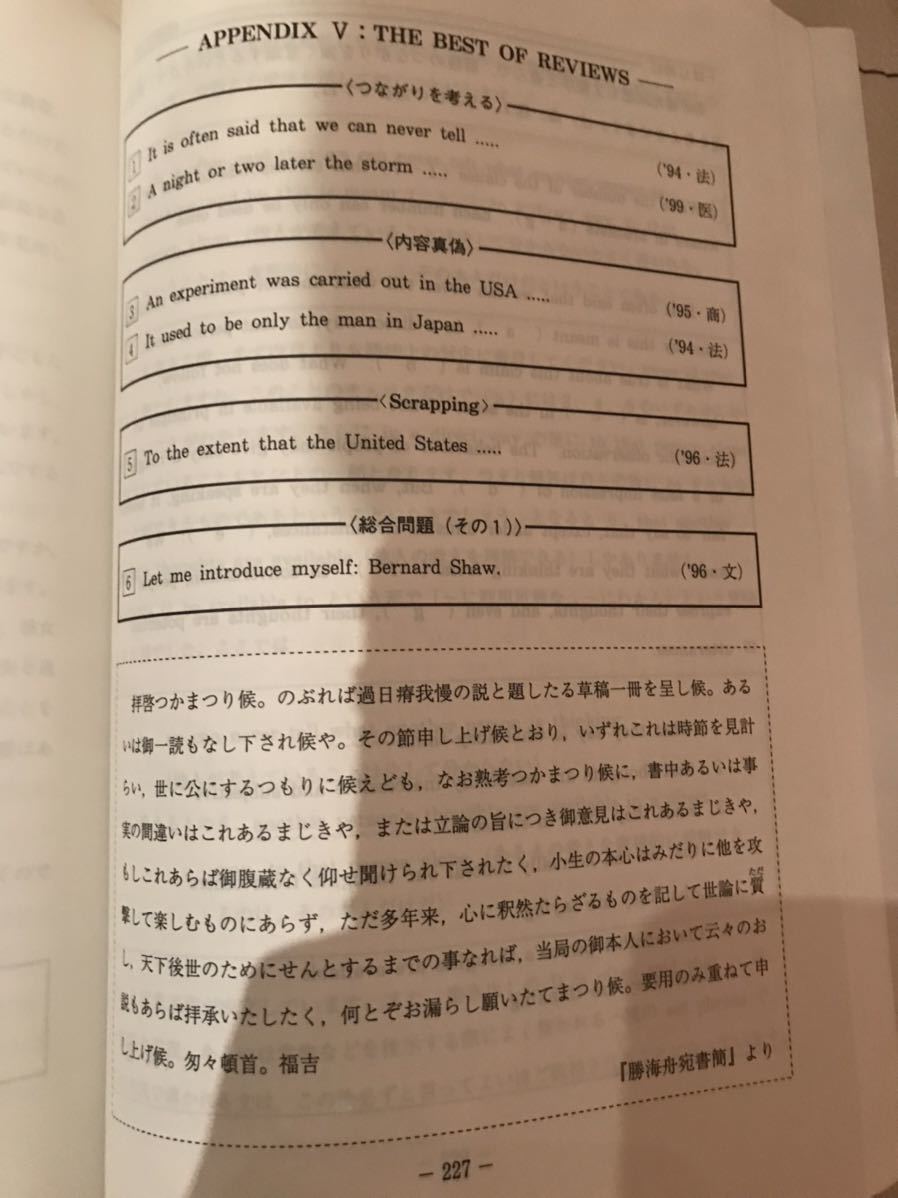 APPENDIX V : THE BEST OF REVIEWS
〈つながりを考える〉
1 It is often said that we can never tell ..... ('94・法)
2 A night or two later the storm ..... ('99・医)
〈内容真偽〉
3 An experiment was carried out in the USA ..... ('95・商)
4 It used to be only the man in Japan ..... ('94・法)
〈Scrapping〉
5 To the extent that the United States ..... ('96・法)
〈総合問題（その１）〉
6 Let me introduce myself: Bernard Shaw. ('96・文)
拝啓つかまつり候。のぶれば過日瘠我慢の説と題したる草稿一冊を呈し候。ある
いは御一読もなし下され候や。その節申し上げ候とおり，いずれこれは時節を見計
らい，世に公にするつもりに候えども，なお熟考つかまつり候に，書中あるいは事
実の間違いはこれあるまじきや，または立論の旨につき御意見はこれあるまじきや，
もしこれあらば御腹蔵なく仰せ聞けられ下されたく，小生の本心はみだりに他を攻
撃して楽しむものにあらず，ただ多年来，心に釈然たらざるものを記して世論に質ただ
し，天下後世のためにせんとするまでの事なれば，当局の御本人において云々のお
説もあらば拝承いたしたく，何とぞお漏らし願いたてまつり候。要用のみ重ねて申
し上げ候。匆々頓首。福吉
『勝海舟宛書簡』より
― 227 ―